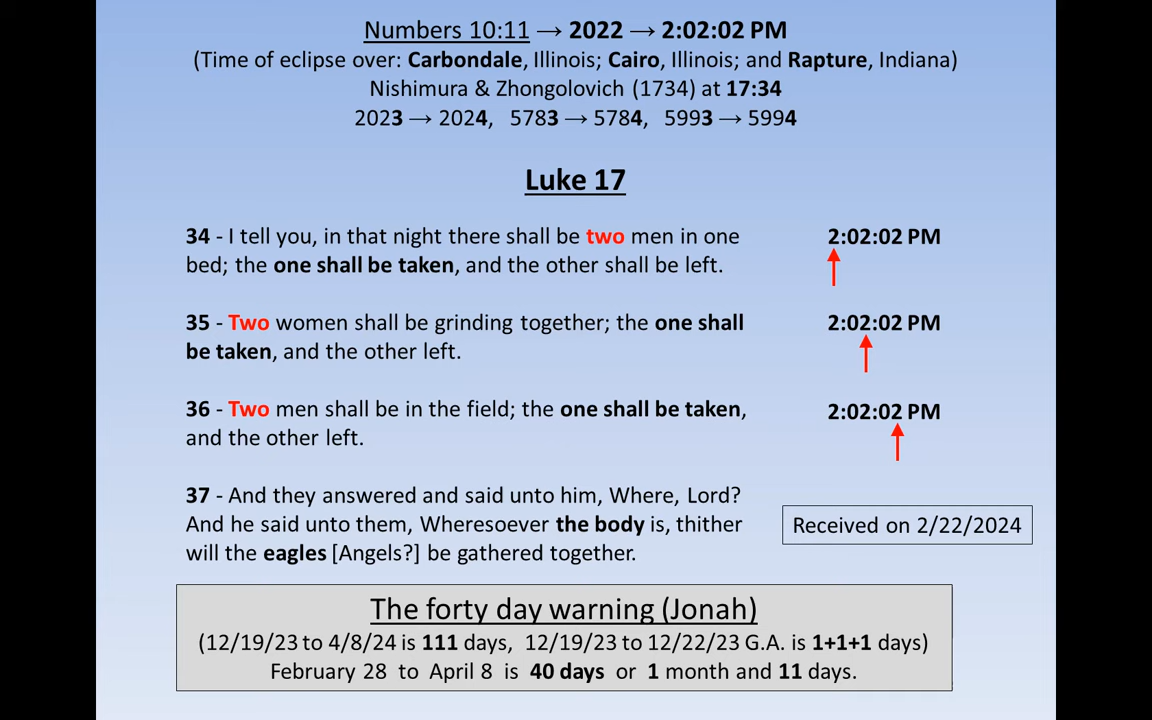 Numbers 10:11 → 2022 → 2:02:02 PM
(Time of eclipse over: Carbondale, Illinois; Cairo, Illinois; and Rapture, Indiana)
Nishimura & Zhongolovich (1734) at 17:34
2023 → 2024, 5783 → 5784, 5993 → 5994
Luke 17
34 - I tell you, in that night there shall be two men in one
bed; the one shall be taken, and the other shall be left.
2:02:02 PM
35 - Two women shall be grinding together; the one shall
be taken, and the other left.
2:02:02 PM
36 - Two men shall be in the field; the one shall be taken,
and the other left.
2:02:02 PM
37 - And they answered and said unto him, Where, Lord?
And he said unto them, Wheresoever the body is, thither
will the eagles [Angels?] be gathered together.
Received on 2/22/2024
The forty day warning (Jonah)
(12/19/23 to 4/8/24 is 111 days, 12/19/23 to 12/22/23 G.A. is 1+1+1 days)
February 28 to April 8 is 40 days or 1 month and 11 days.